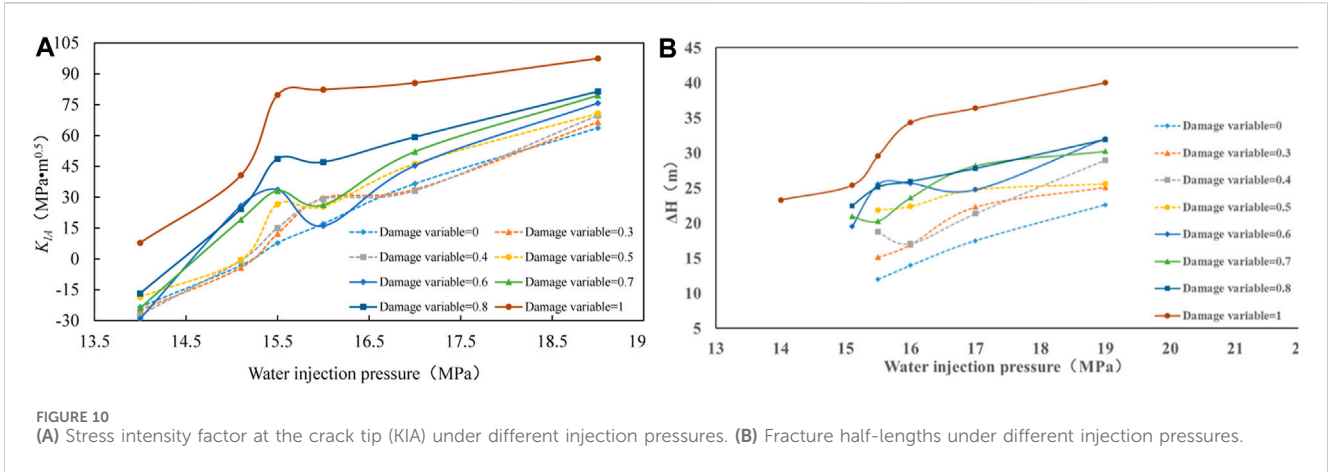 A
105
90
75
60
45
30
15
0
-15
-30
K_IA （MPa•m^0.5）
13.5 14.5 15.5 16.5 17.5 18.5 19
Water injection pressure（MPa）
Damage variable=0 Damage variable=0.3
Damage variable=0.4 Damage variable=0.5
Damage variable=0.6 Damage variable=0.7
Damage variable=0.8 Damage variable=1
B
45
40
35
30
25
20
15
10
5
ΔH（m）
13 14 15 16 17 18 19 20 21 2
Water injection pressure（MPa）
Damage variable=0
Damage variable=0.3
Damage variable=0.4
Damage variable=0.5
Damage variable=0.6
Damage variable=0.7
Damage variable=0.8
Damage variable=1
FIGURE 10
(A) Stress intensity factor at the crack tip (KIA) under different injection pressures. (B) Fracture half-lengths under different injection pressures.